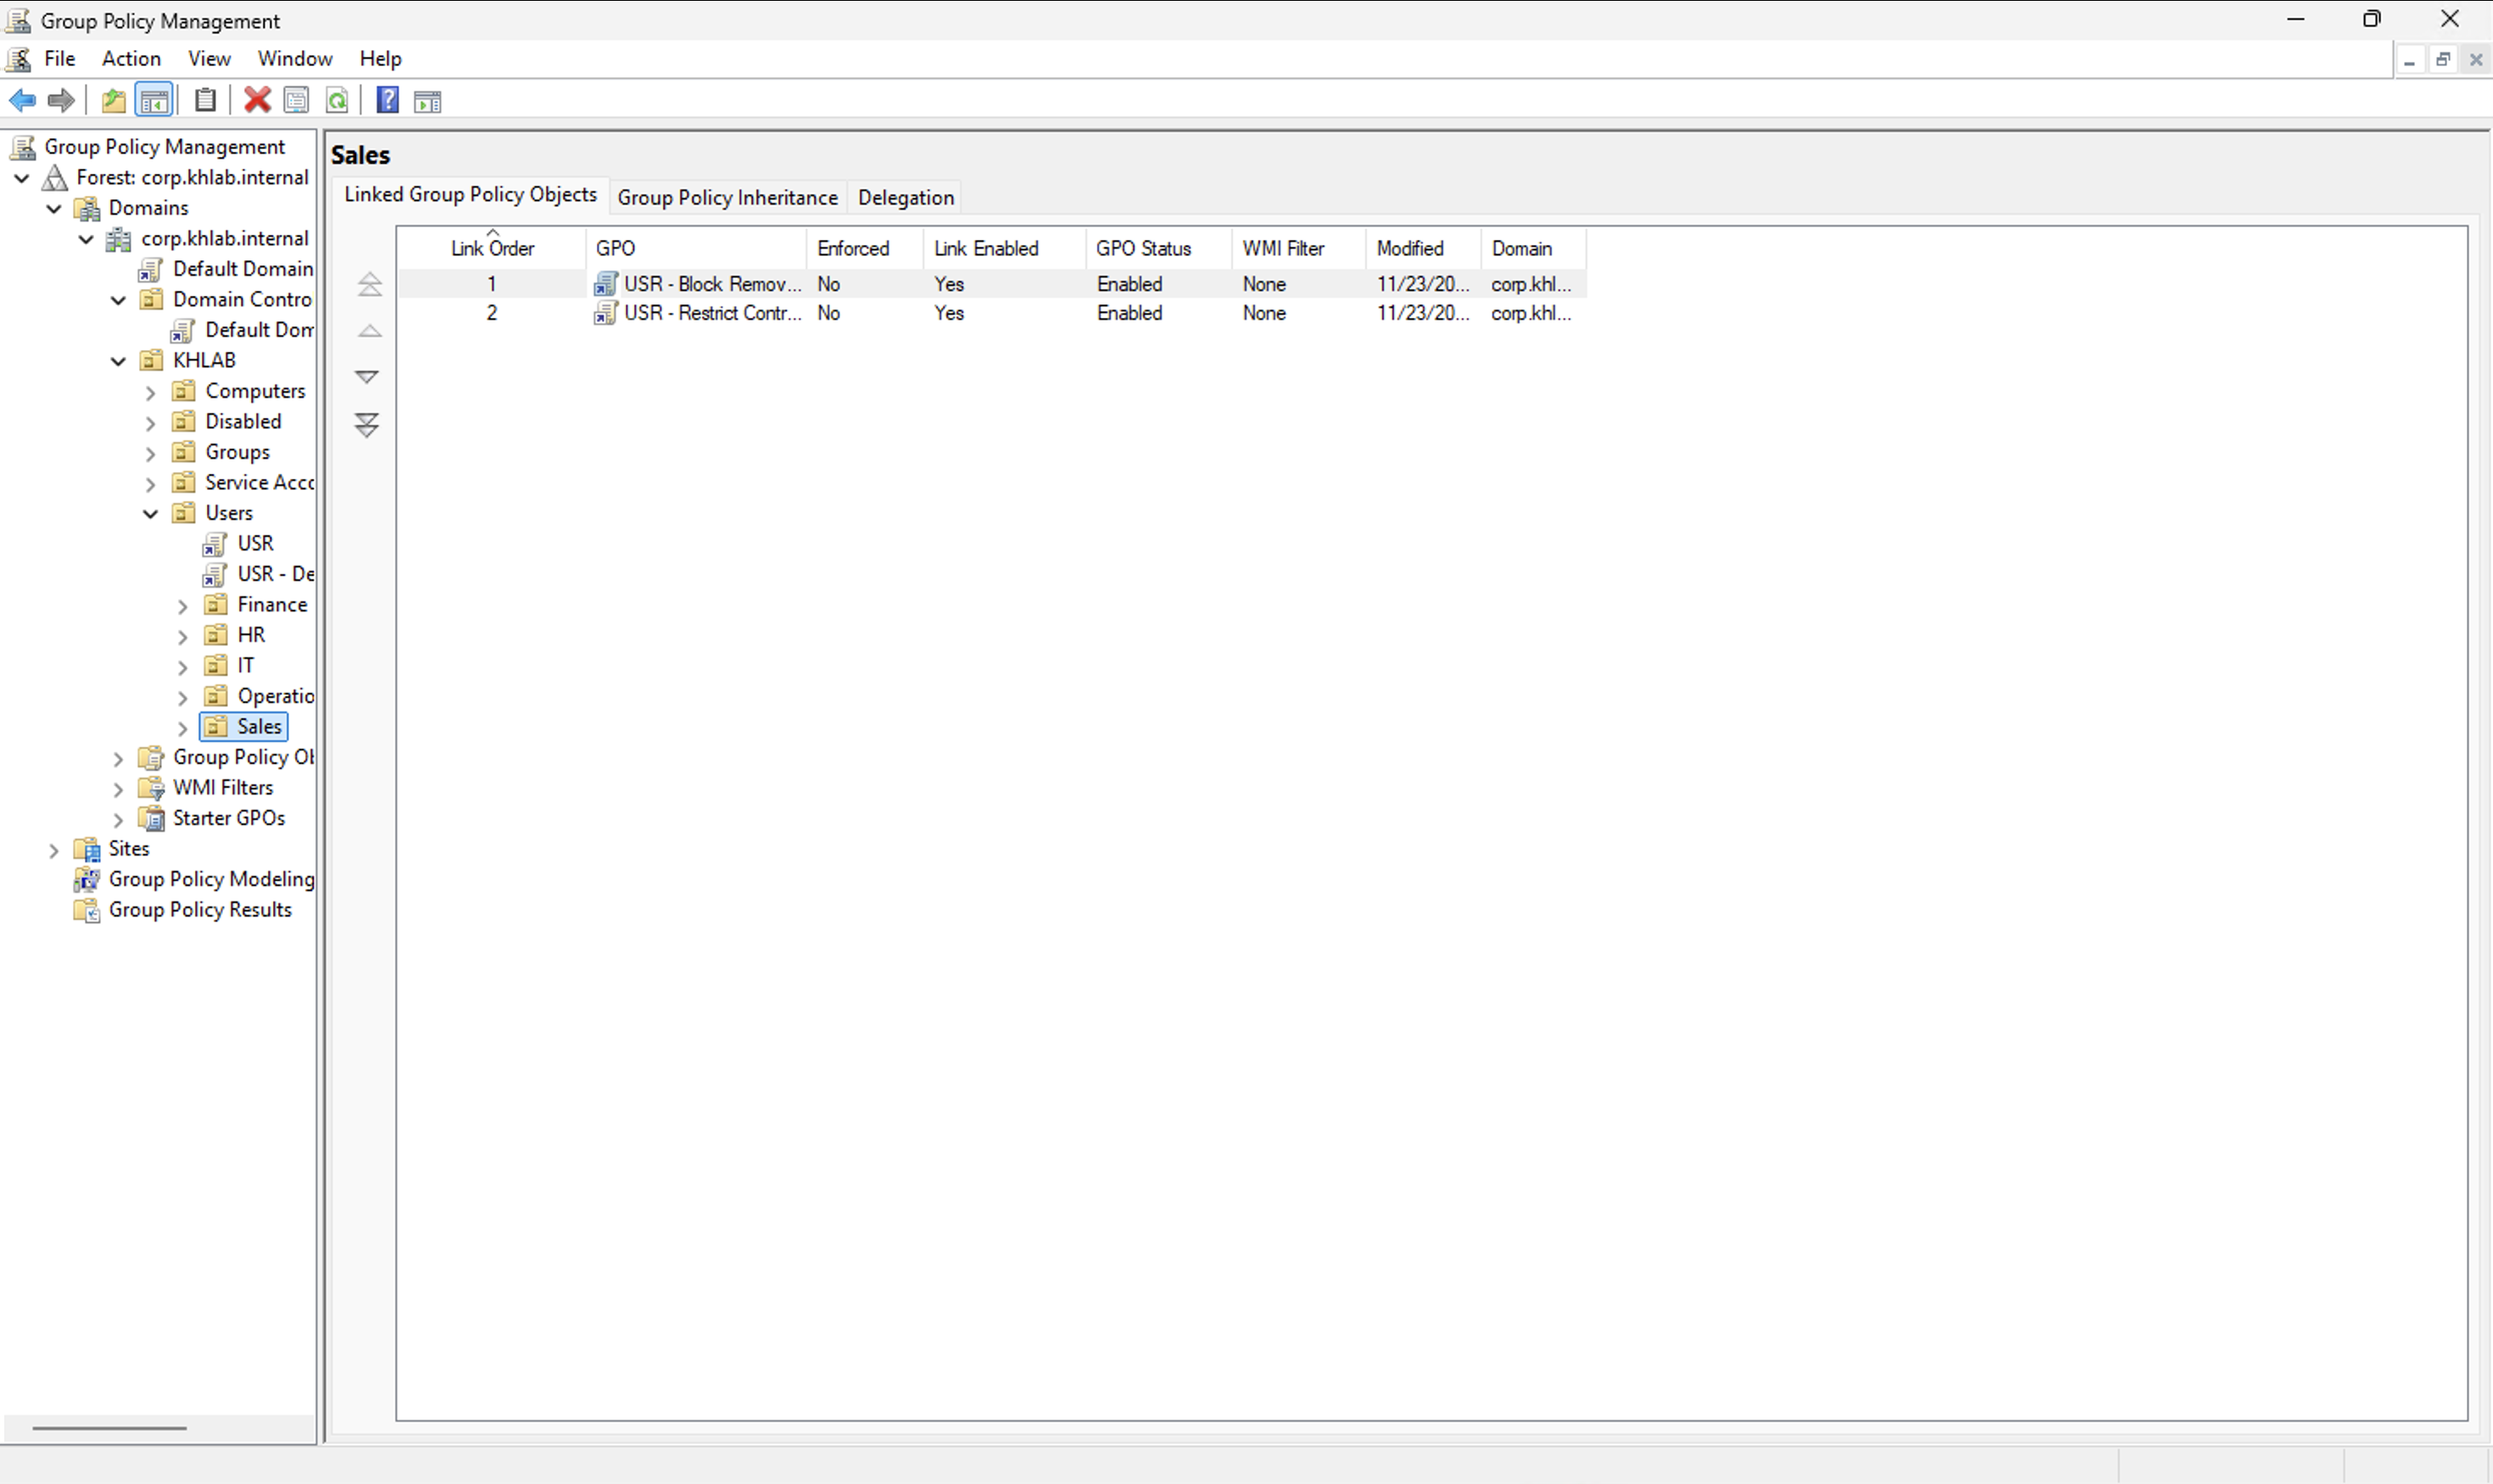 Group Policy Management
File Action View Window Help
Group Policy Management
Forest: corp.khlab.internal
Domains
corp.khlab.internal
Default Domain
Domain Contro
Default Dom
KHLAB
Computers
Disabled
Groups
Service Acco
Users
USR
USR - De
Finance
HR
IT
Operatio
Sales
Group Policy Ob
WMI Filters
Starter GPOs
Sites
Group Policy Modeling
Group Policy Results
Sales
Linked Group Policy Objects Group Policy Inheritance Delegation
Link Order GPO Enforced Link Enabled GPO Status WMI Filter Modified Domain
1 USR - Block Remov... No Yes Enabled None 11/23/20... corp.khl...
2 USR - Restrict Contr... No Yes Enabled None 11/23/20... corp.khl...